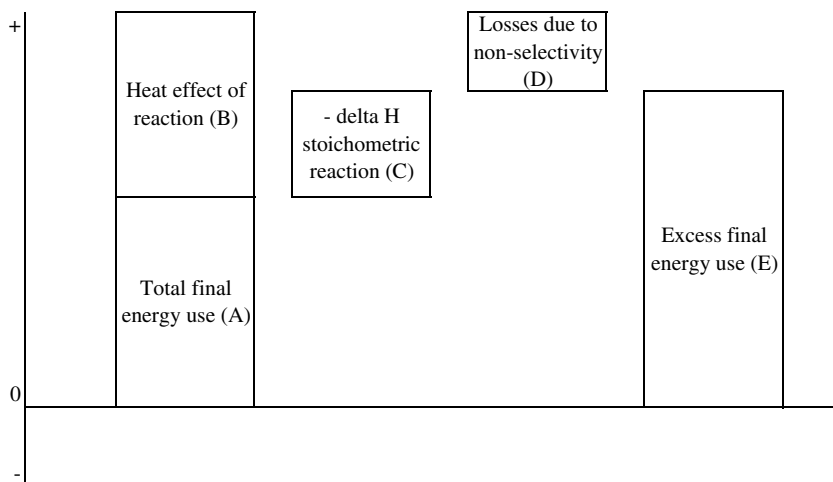 +
Heat effect of
reaction (B)
Total final
energy use (A)
- delta H
stoichometric
reaction (C)
Losses due to
non-selectivity
(D)
Excess final
energy use (E)
0
-